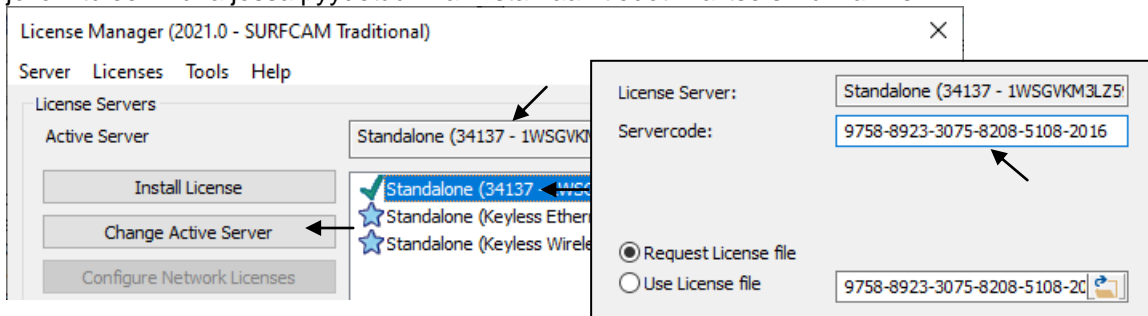 License Manager (2021.0 - SURFCAM Traditional)
Server Licenses Tools Help
License Servers
Active Server
Standalone (34137 - 1WSGVKM
Install License
Change Active Server
Configure Network Licenses
Standalone (34137 -
Standalone (Keyless Ether
Standalone (Keyless Wirele
License Server:
Standalone (34137 - 1WSGVKM3LZ5
Servercode:
9758-8923-3075-8208-5108-2016
Request License file
Use License file
9758-8923-3075-8208-5108-20